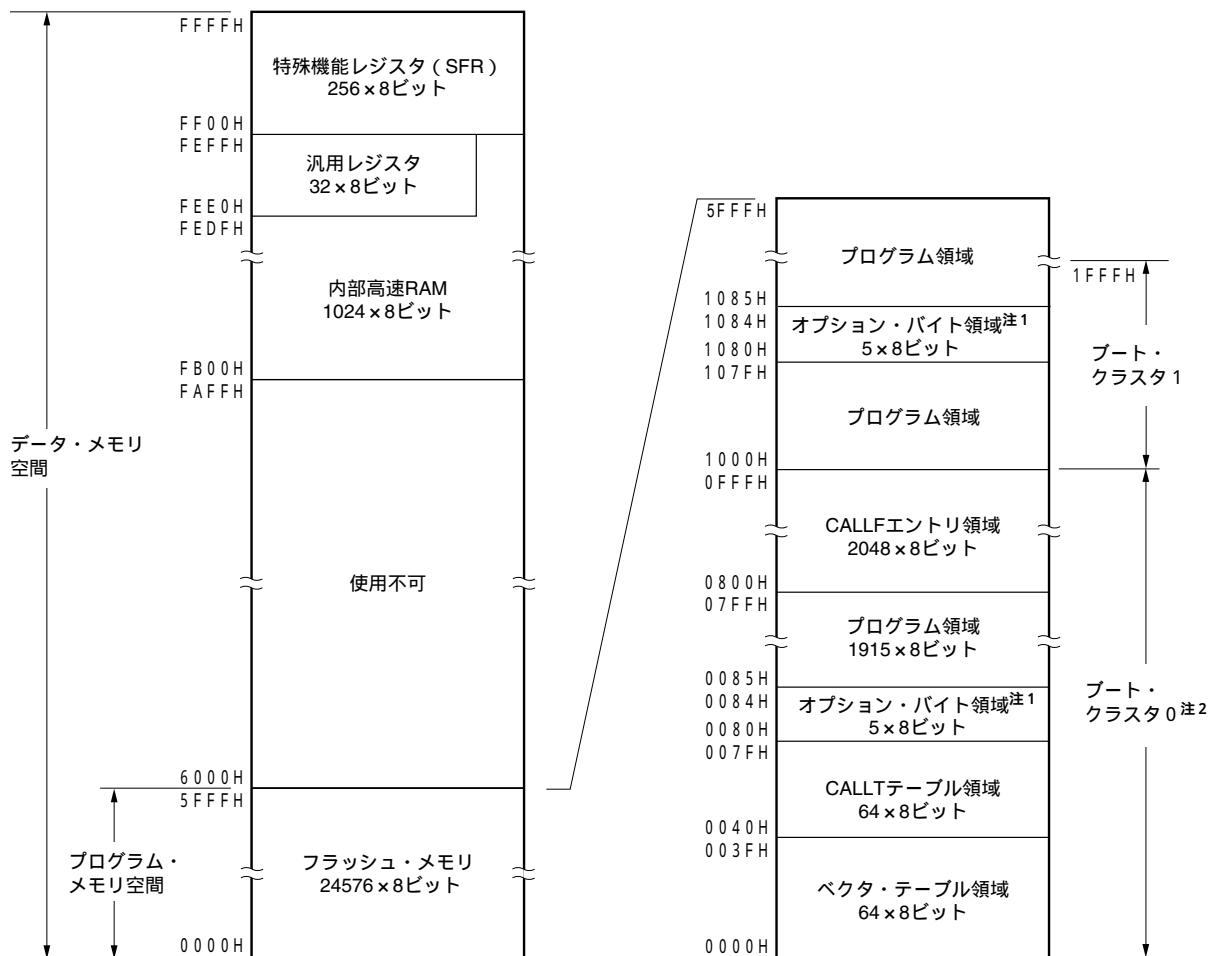 FFFFH
特殊機能レジスタ（SFR）
256×8ビット
FF00H
FEFFH
汎用レジスタ
32×8ビット
FEE0H
FEDFH
内部高速RAM
1024×8ビット
FB00H
FAFFH
データ・メモリ
空間
使用不可
6000H
5FFFH
プログラム・
メモリ空間
フラッシュ・メモリ
24576×8ビット
0000H
5FFFH
プログラム領域
1FFFH
1085H
1084H
オプション・バイト領域注1
5×8ビット
1080H
107FH
ブート・
クラスタ1
プログラム領域
1000H
0FFFH
CALLFエントリ領域
2048×8ビット
0800H
07FFH
プログラム領域
1915×8ビット
0085H
0084H
オプション・バイト領域注1
5×8ビット
0080H
007FH
ブート・
クラスタ0注2
CALLTテーブル領域
64×8ビット
0040H
003FH
ベクタ・テーブル領域
64×8ビット
0000H